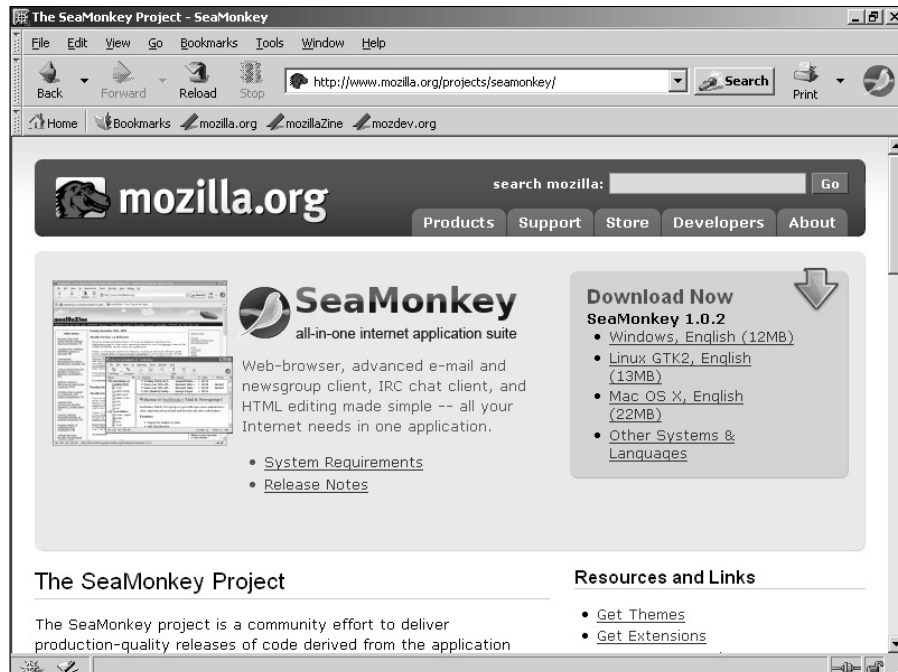 The SeaMonkey Project - SeaMonkey
File Edit View Go Bookmarks Tools Window Help
Back Forward Reload Stop http://www.mozilla.org/projects/seamonkey/ Search Print
Home Bookmarks mozilla.org mozillaZine mozdev.org
mozilla.org
search mozilla: Go
Products Support Store Developers About
SeaMonkey
all-in-one internet application suite
Web-browser, advanced e-mail and
newsgroup client, IRC chat client, and
HTML editing made simple -- all your
Internet needs in one application.
• System Requirements
• Release Notes
Download Now
SeaMonkey 1.0.2
• Windows, English (12MB)
• Linux GTK2, English
(13MB)
• Mac OS X, English
(22MB)
• Other Systems &
Languages
The SeaMonkey Project
The SeaMonkey project is a community effort to deliver
production-quality releases of code derived from the application
Resources and Links
• Get Themes
• Get Extensions